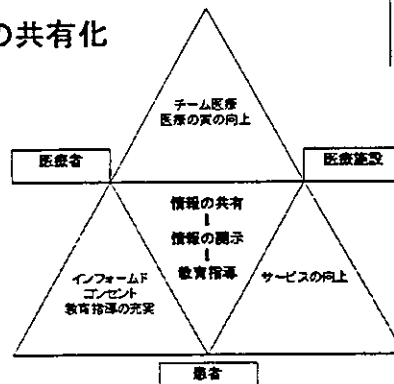 の共有化
チーム医療
医療の質の向上
医療者
医療施設
情報の共有
情報の開示
教育指導
インフォームド
コンセント
教育指導の充実
サービスの向上
患者